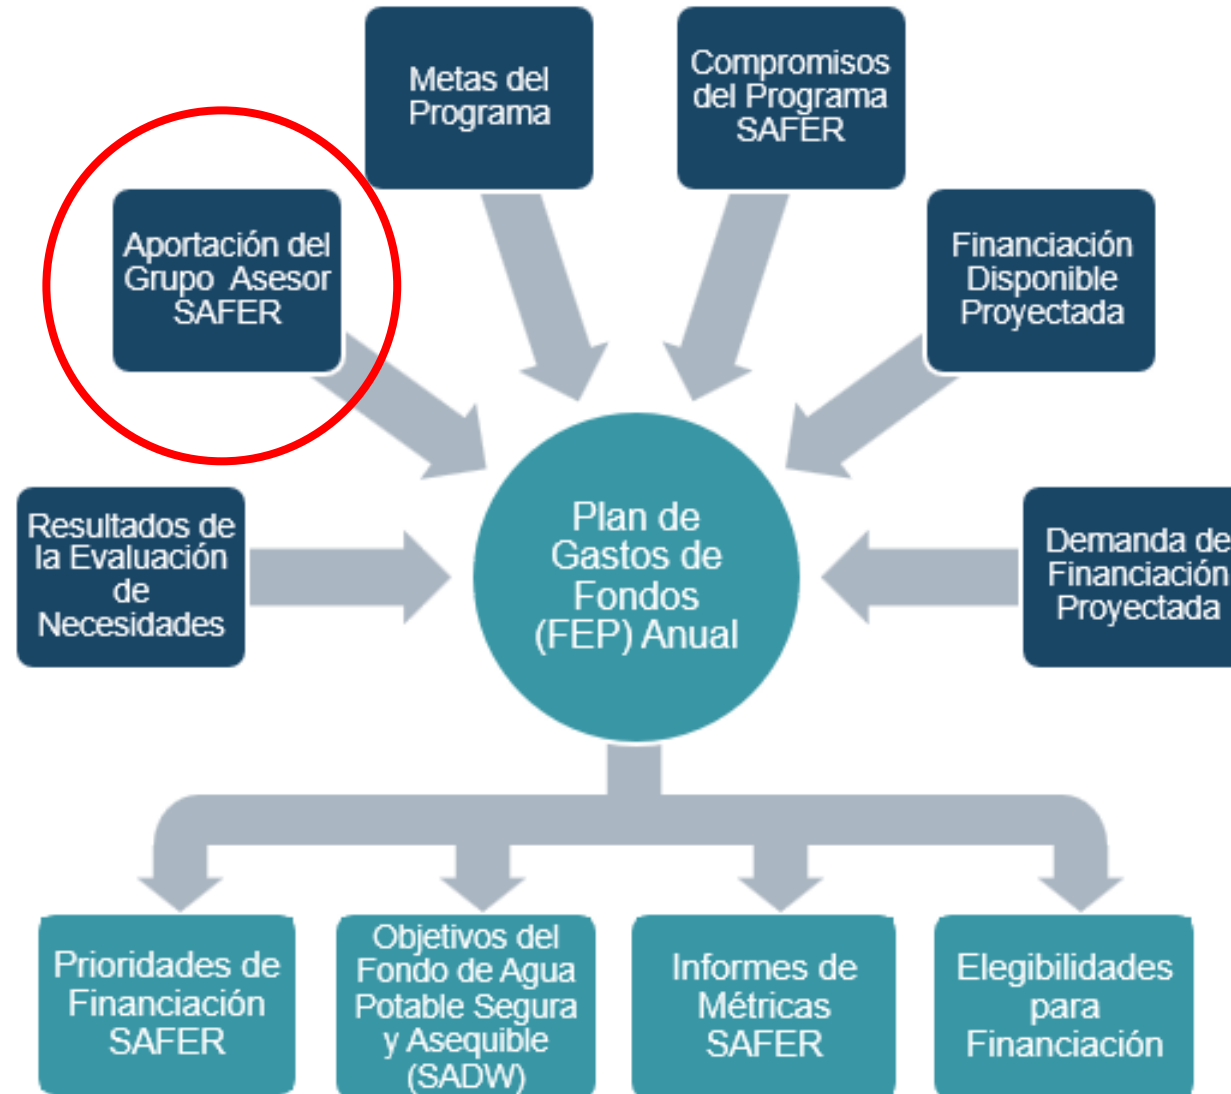 Metas del
Programa
Compromisos
del Programa
SAFER
Aportación del
Grupo Asesor
SAFER
Financiación
Disponible
Proyectada
Resultados de
la Evaluación
de
Necesidades
Plan de
Gastos de
Fondos
(FEP) Anual
Demanda de
Financiación
Proyectada
Prioridades de
Financiación
SAFER
Objetivos del
Fondo de Agua
Potable Segura
y Asequible
(SADW)
Informes de
Métricas
SAFER
Elegibilidades
para
Financiación